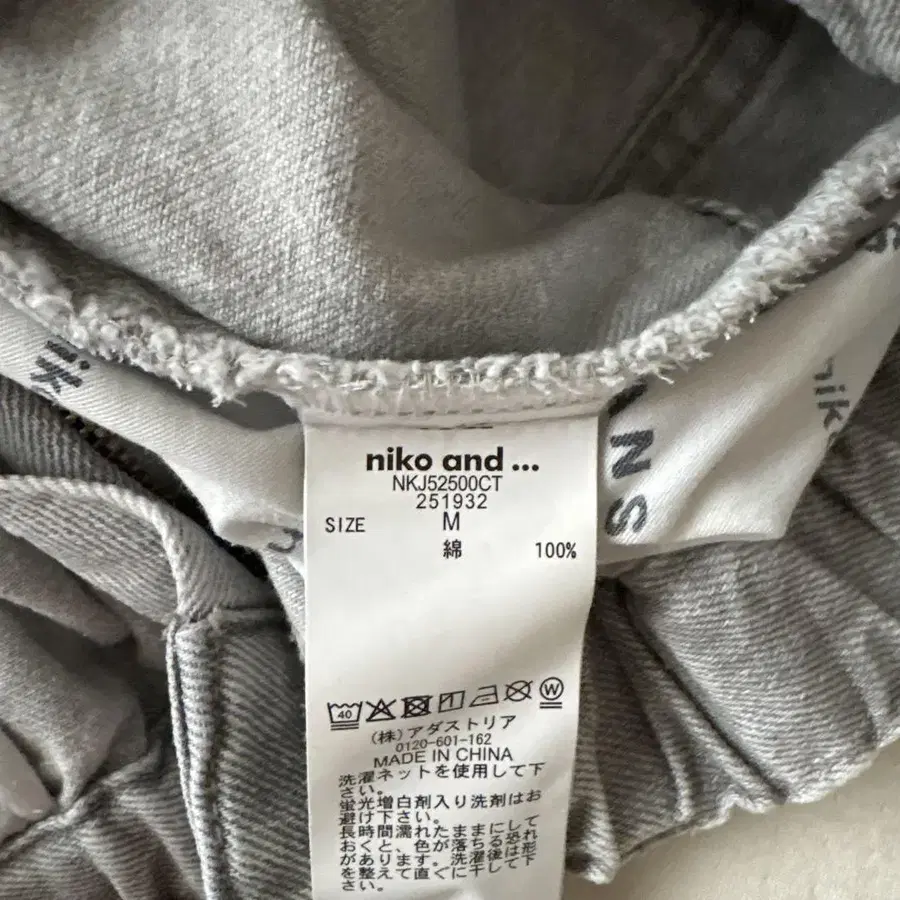 niko and ...
NKJ52500CT
251932
SIZE M
綿 100%
40 W
(株)アダストリア
0120-601-162
MADE IN CHINA
洗濯ネットを使用して下
さい。
蛍光増白剤入り洗剤はお
避け下さい。
長時間濡れたままにして
おくと、色が落ちる恐れ
があります。洗濯後は形
を整えて直ぐに干して下
さい。
nik
NS
niko